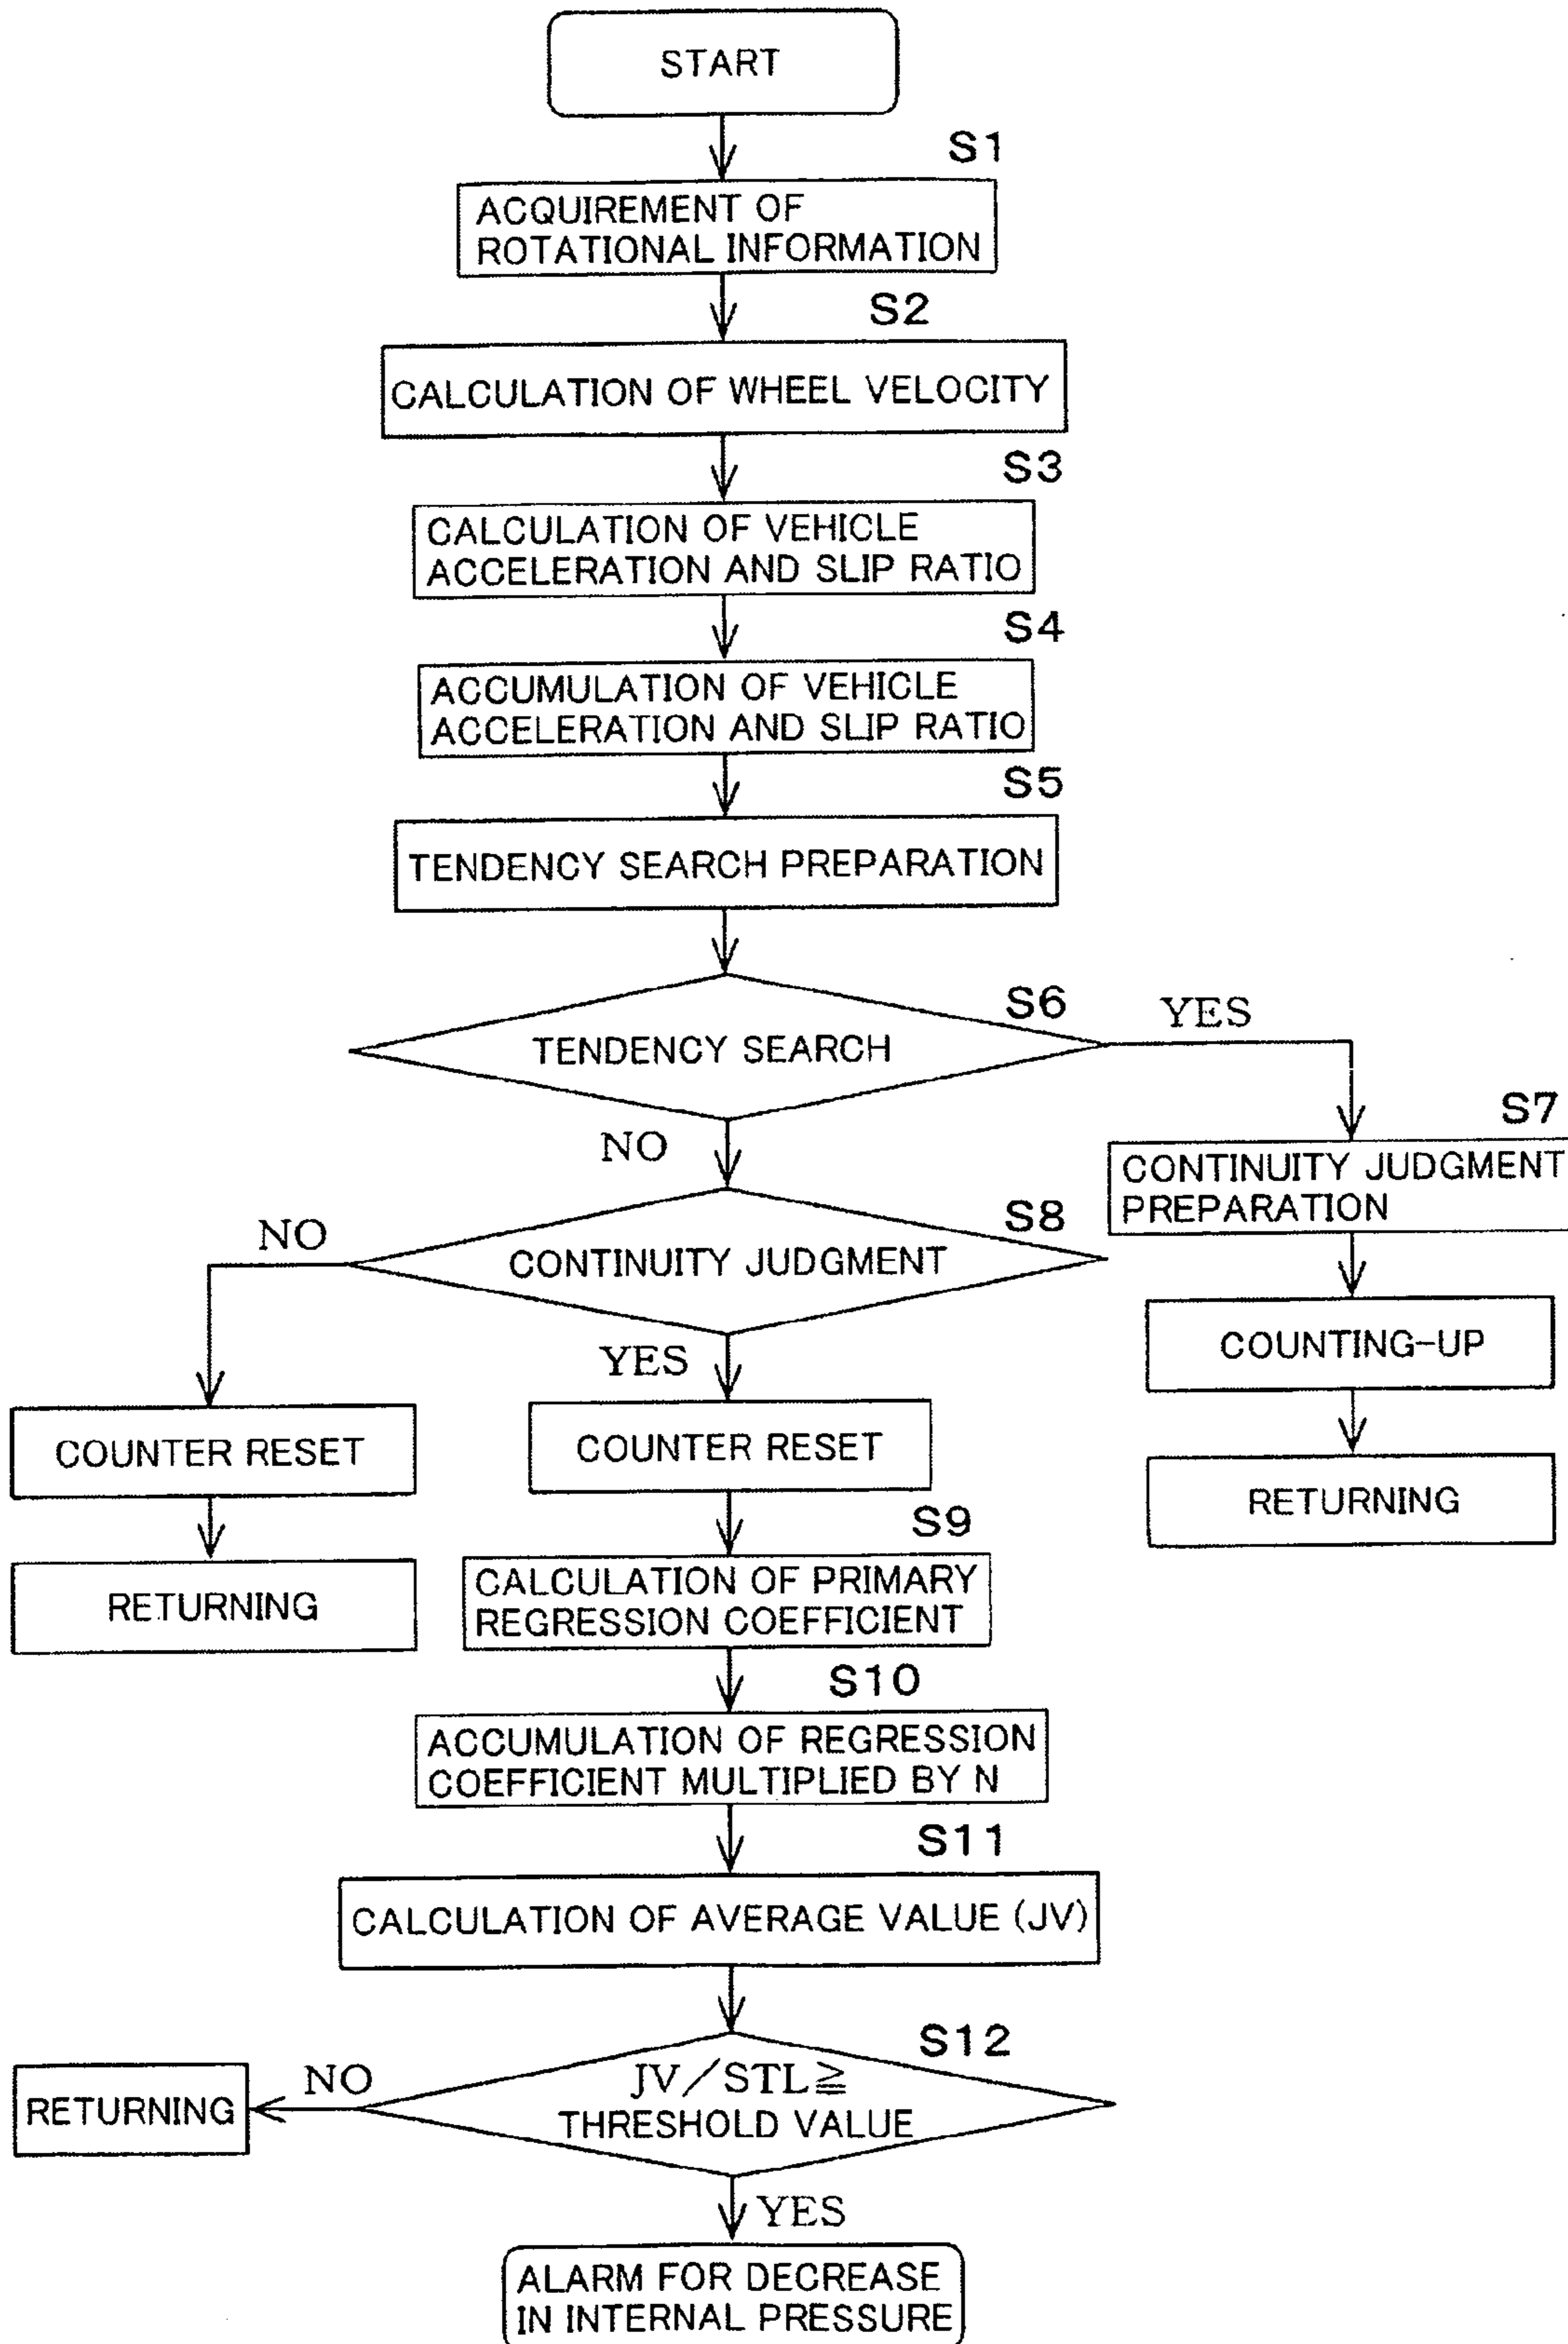 START
S1
ACQUIREMENT OF
ROTATIONAL INFORMATION
S2
CALCULATION OF WHEEL VELOCITY
S3
CALCULATION OF VEHICLE
ACCELERATION AND SLIP RATIO
S4
ACCUMULATION OF VEHICLE
ACCELERATION AND SLIP RATIO
S5
TENDENCY SEARCH PREPARATION
S6
TENDENCY SEARCH
YES
NO
S7
CONTINUITY JUDGMENT
PREPARATION
COUNTING-UP
RETURNING
S8
CONTINUITY JUDGMENT
NO
YES
COUNTER RESET
RETURNING
COUNTER RESET
S9
CALCULATION OF PRIMARY
REGRESSION COEFFICIENT
S10
ACCUMULATION OF REGRESSION
COEFFICIENT MULTIPLIED BY N
S11
CALCULATION OF AVERAGE VALUE (JV)
S12
JV／STL≧
THRESHOLD VALUE
NO
RETURNING
YES
ALARM FOR DECREASE
IN INTERNAL PRESSURE